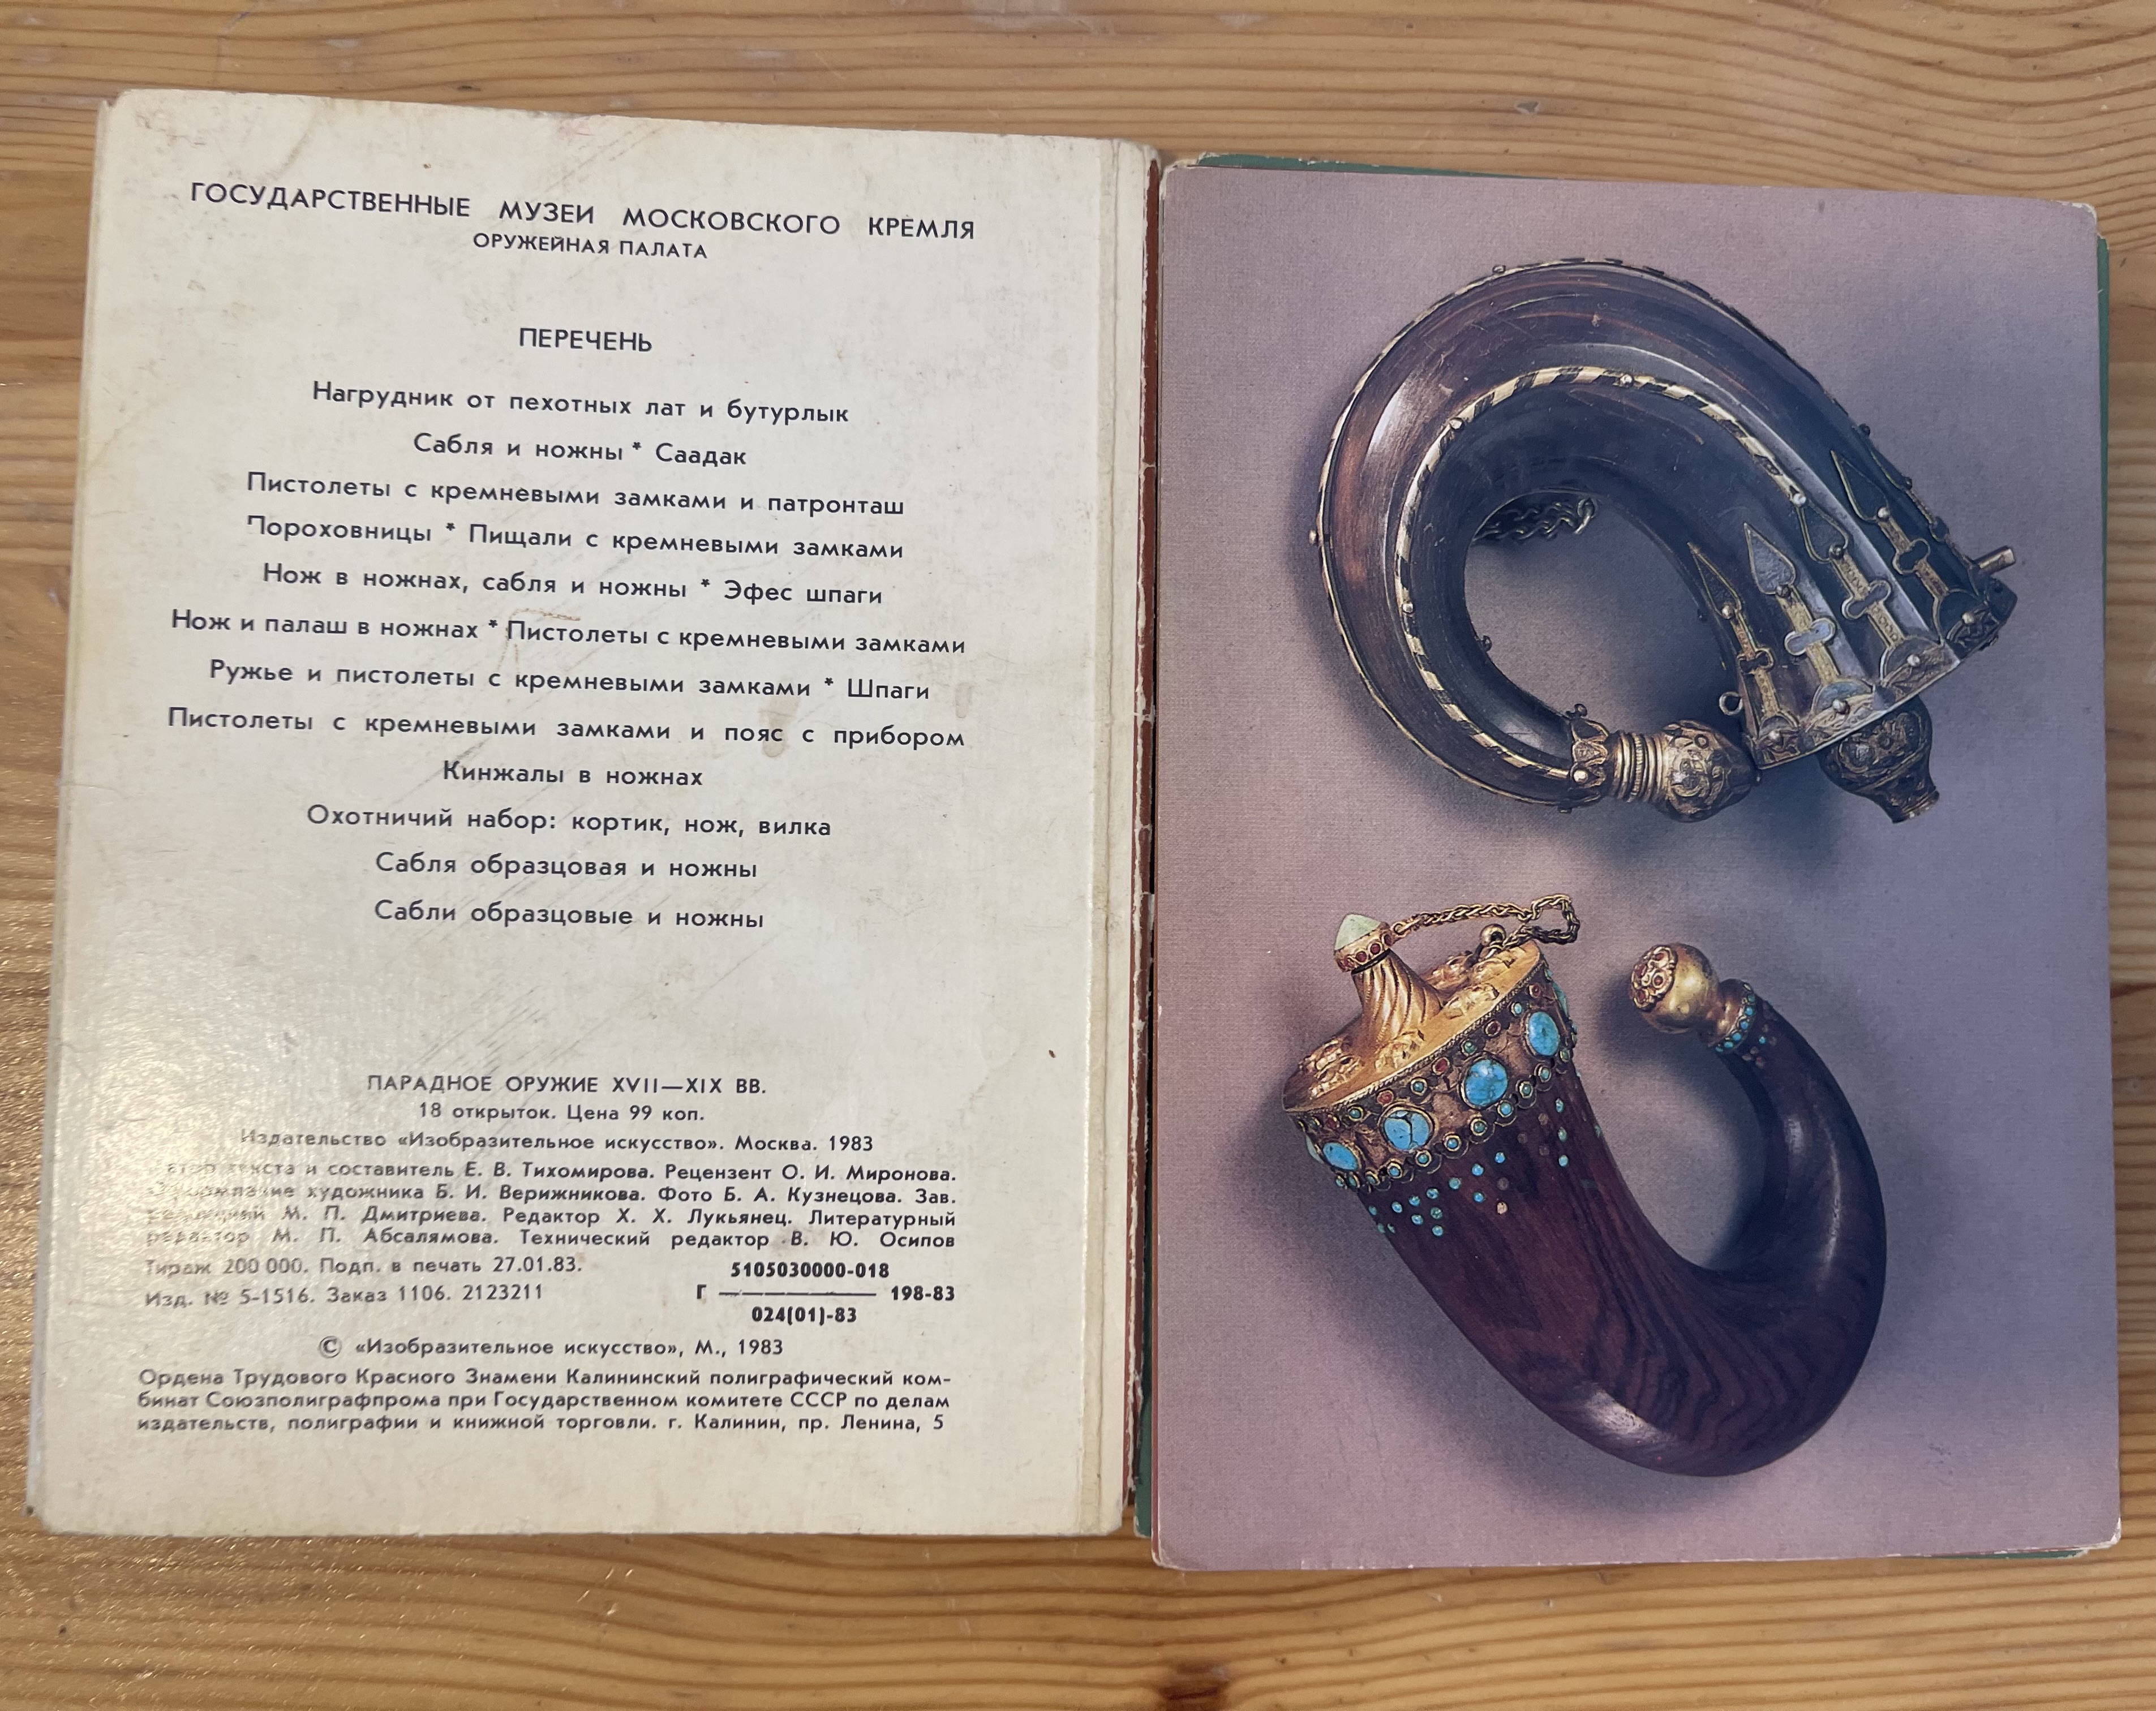 ГОСУДАРСТВЕННЫЕ МУЗЕИ МОСКОВСКОГО КРЕМЛЯ
ОРУЖЕЙНАЯ ПАЛАТА
ПЕРЕЧЕНЬ
Нагрудник от пехотных лат и бутурлык
Сабля и ножны * Саадак
Пистолеты с кремневыми замками и патронташ
Пороховницы * Пищали с кремневыми замками
Нож в ножнах, сабля и ножны * Эфес шпаги
Нож и палаш в ножнах * Пистолеты с кремневыми замками
Ружье и пистолеты с кремневыми замками * Шпаги
Пистолеты с кремневыми замками и пояс с прибором
Кинжалы в ножнах
Охотничий набор: кортик, нож, вилка
Сабля образцовая и ножны
Сабли образцовые и ножны
ПАРАДНОЕ ОРУЖИЕ XVII—XIX ВВ.
18 открыток. Цена 99 коп.
Издательство «Изобразительное искусство». Москва. 1983
Автор текста и составитель Е. В. Тихомирова. Рецензент О. И. Миронова.
Оформление художника Б. И. Верижникова. Фото Б. А. Кузнецова. Зав.
редакцией М. П. Дмитриева. Редактор Х. Х. Лукьянец. Литературный
редактор М. П. Абсалямова. Технический редактор В. Ю. Осипов
Тираж 200 000. Подп. в печать 27.01.83.
Изд. № 5-1516. Заказ 1106. 2123211
5105030000-018
Г ———— 198-83
024(01)-83
© «Изобразительное искусство», М., 1983
Ордена Трудового Красного Знамени Калининский полиграфический ком-
бинат Союзполиграфпрома при Государственном комитете СССР по делам
издательств, полиграфии и книжной торговли. г. Калинин, пр. Ленина, 5